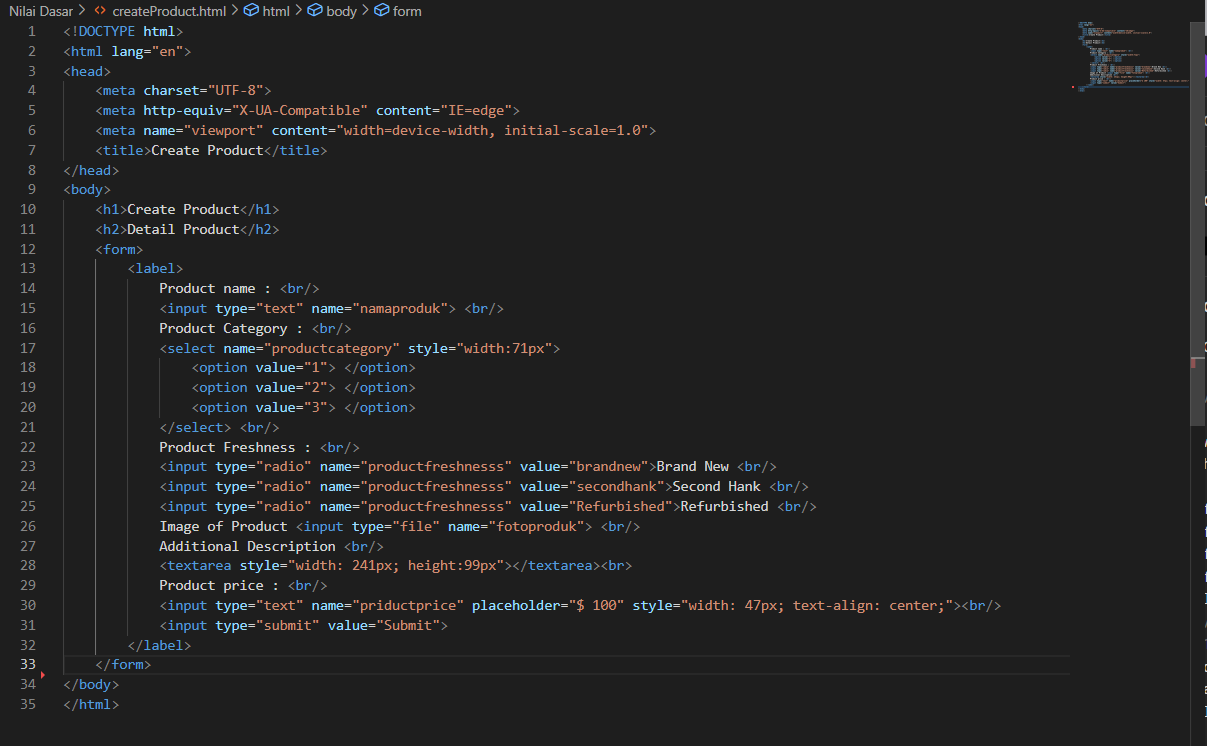 Nilai Dasar > <> createProduct.html > html > body > form
1 <!DOCTYPE html>
2 <html lang="en">
3 <head>
4 <meta charset="UTF-8">
5 <meta http-equiv="X-UA-Compatible" content="IE=edge">
6 <meta name="viewport" content="width=device-width, initial-scale=1.0">
7 <title>Create Product</title>
8 </head>
9 <body>
10 <h1>Create Product</h1>
11 <h2>Detail Product</h2>
12 <form>
13 <label>
14 Product name : <br/>
15 <input type="text" name="namaproduk"> <br/>
16 Product Category : <br/>
17 <select name="productcategory" style="width:71px">
18 <option value="1"> </option>
19 <option value="2"> </option>
20 <option value="3"> </option>
21 </select> <br/>
22 Product Freshness : <br/>
23 <input type="radio" name="productfreshnesss" value="brandnew">Brand New <br/>
24 <input type="radio" name="productfreshnesss" value="secondhank">Second Hank <br/>
25 <input type="radio" name="productfreshnesss" value="Refurbished">Refurbished <br/>
26 Image of Product <input type="file" name="fotoproduk"> <br/>
27 Additional Description <br/>
28 <textarea style="width: 241px; height:99px"></textarea><br>
29 Product price : <br/>
30 <input type="text" name="priductprice" placeholder="$ 100" style="width: 47px; text-align: center;"><br/>
31 <input type="submit" value="Submit">
32 </label>
33 </form>
34 </body>
35 </html>